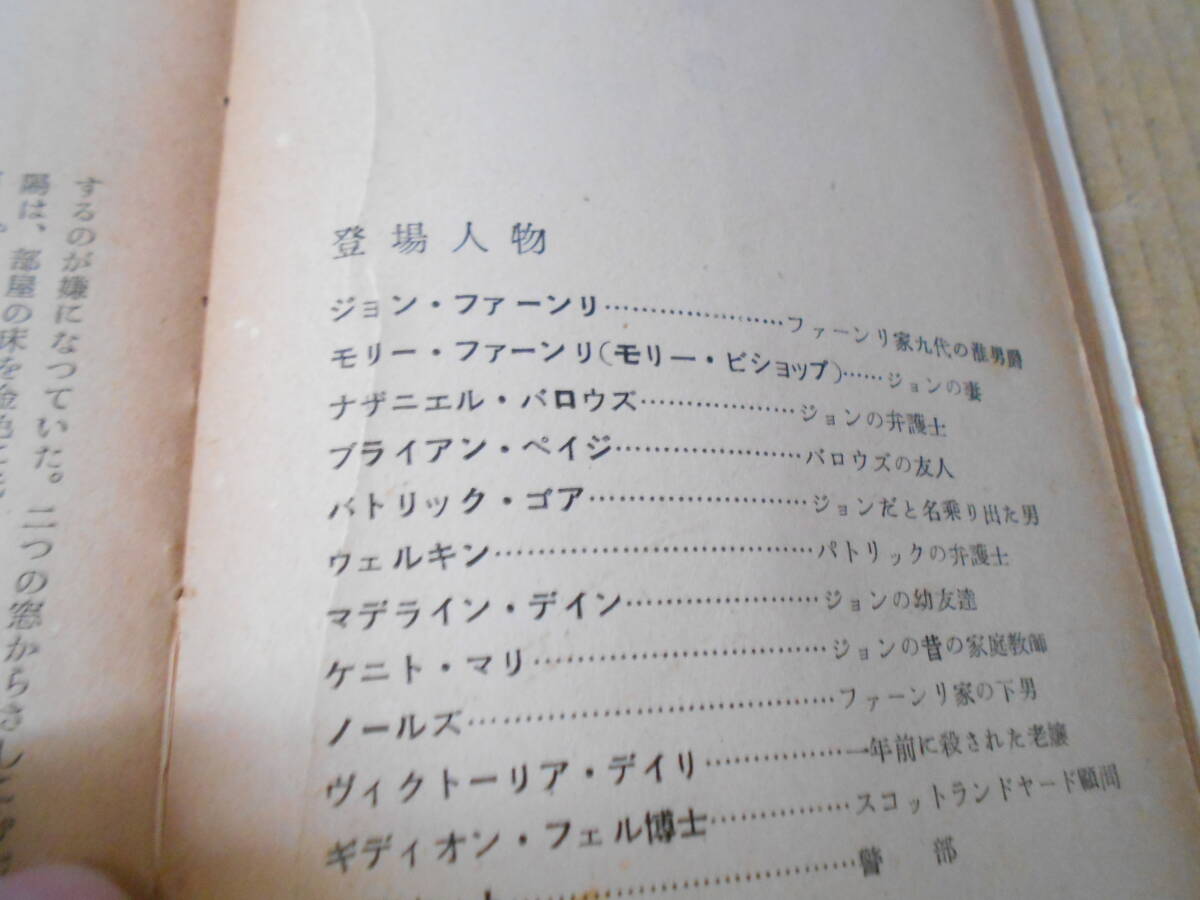 登場人物
ジョン・ファーンリ……………………ファーンリ家九代の准男爵
モリー・ファーンリ（モリー・ビショップ）……ジョンの妻
ナザニエル・バロウズ………………ジョンの弁護士
ブライアン・ペイジ…………………バロウズの友人
パトリック・ゴア……………………ジョンだと名乗り出た男
ウェルキン………………………………パトリックの弁護士
マデライン・デイン…………………ジョンの幼友達
ケニト・マリ……………………………ジョンの昔の家庭教師
ノールズ……………………………………ファーンリ家の下男
ヴィクトーリア・デイリ……………一年前に殺された老嬢
ギディオン・フェル博士……………スコットランドヤード顧問
警部
するのが嫌になつていた。二つの窓からさしこ
陽は、部屋の床を金色に